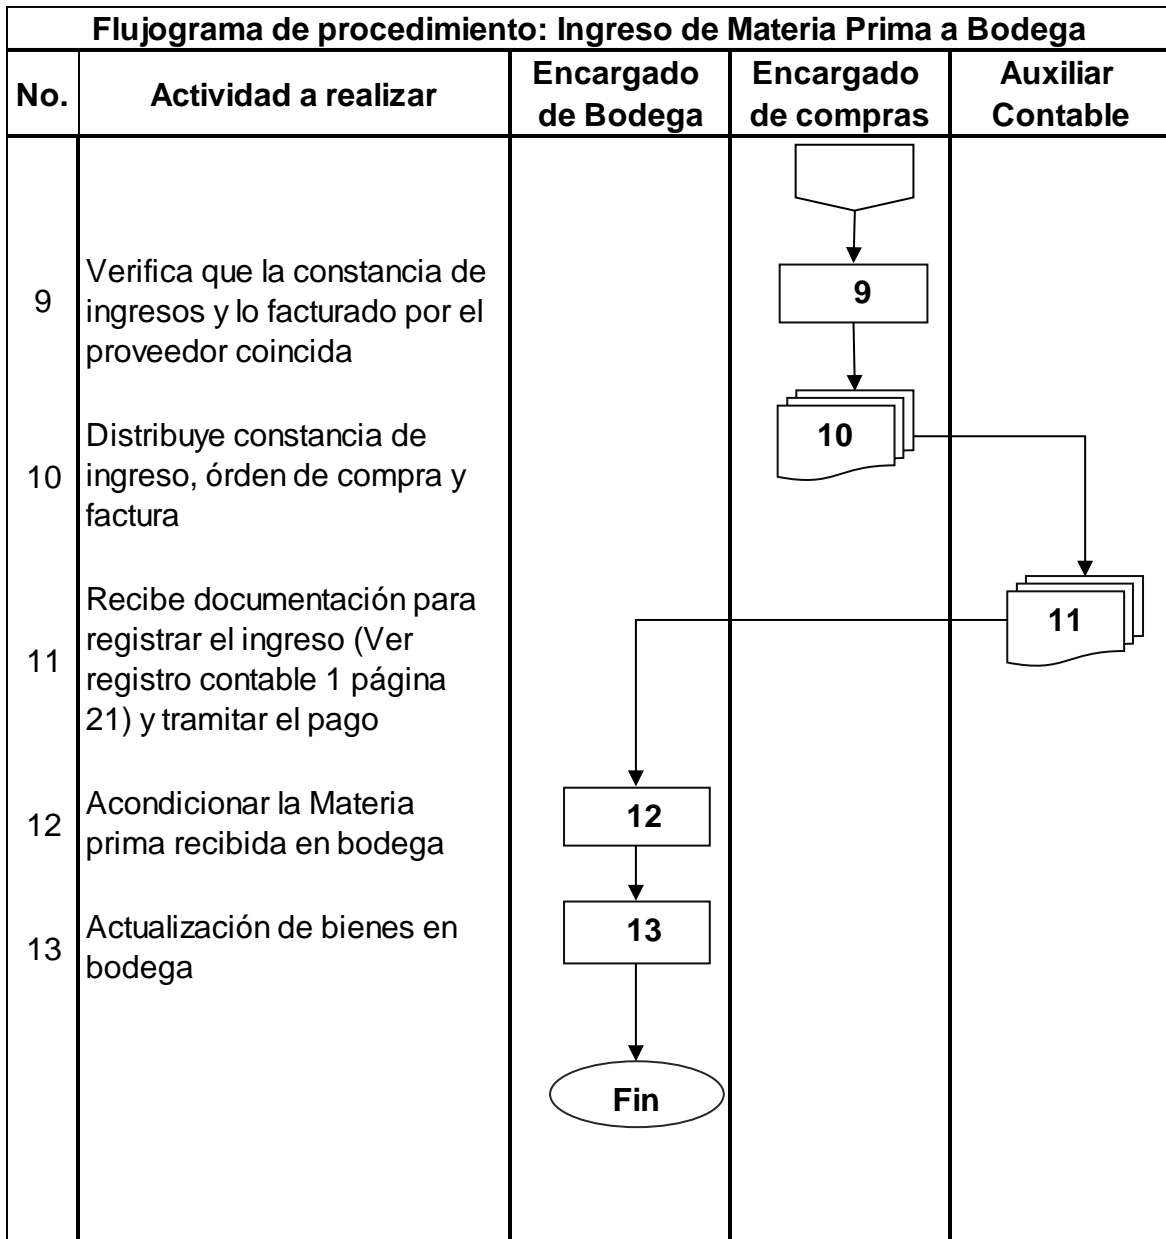 Flujograma de procedimiento: Ingreso de Materia Prima a Bodega
No.
Actividad a realizar
Encargado
de Bodega
Encargado
de compras
Auxiliar
Contable
9
Verifica que la constancia de
ingresos y lo facturado por el
proveedor coincida
9
10
Distribuye constancia de
ingreso, órden de compra y
factura
10
11
Recibe documentación para
registrar el ingreso (Ver
registro contable 1 página
21) y tramitar el pago
11
12
Acondicionar la Materia
prima recibida en bodega
12
13
Actualización de bienes en
bodega
13
Fin